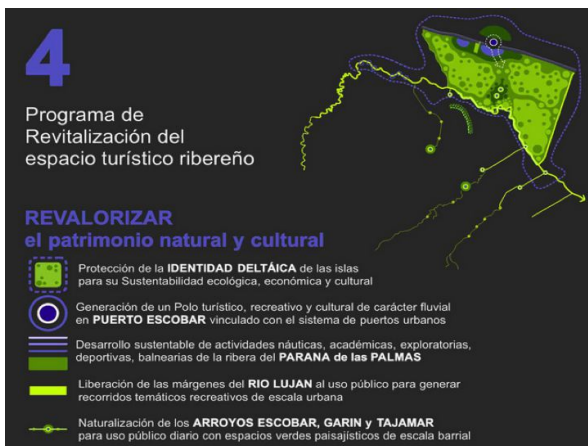 4
Programa de
Revitalización del
espacio turístico ribereño
REVALORIZAR
el patrimonio natural y cultural
Protección de la IDENTIDAD DELTÁICA de las islas
para su Sustentabilidad ecológica, económica y cultural
Generación de un Polo turístico, recreativo y cultural de carácter fluvial
en PUERTO ESCOBAR vinculado con el sistema de puertos urbanos
Desarrollo sustentable de actividades náuticas, académicas, exploratorias,
deportivas, balnearias de la ribera del PARANA de las PALMAS
Liberación de las márgenes del RIO LUJAN al uso público para generar
recorridos temáticos recreativos de escala urbana
Naturalización de los ARROYOS ESCOBAR, GARIN y TAJAMAR
para uso público diario con espacios verdes paisajísticos de escala barrial